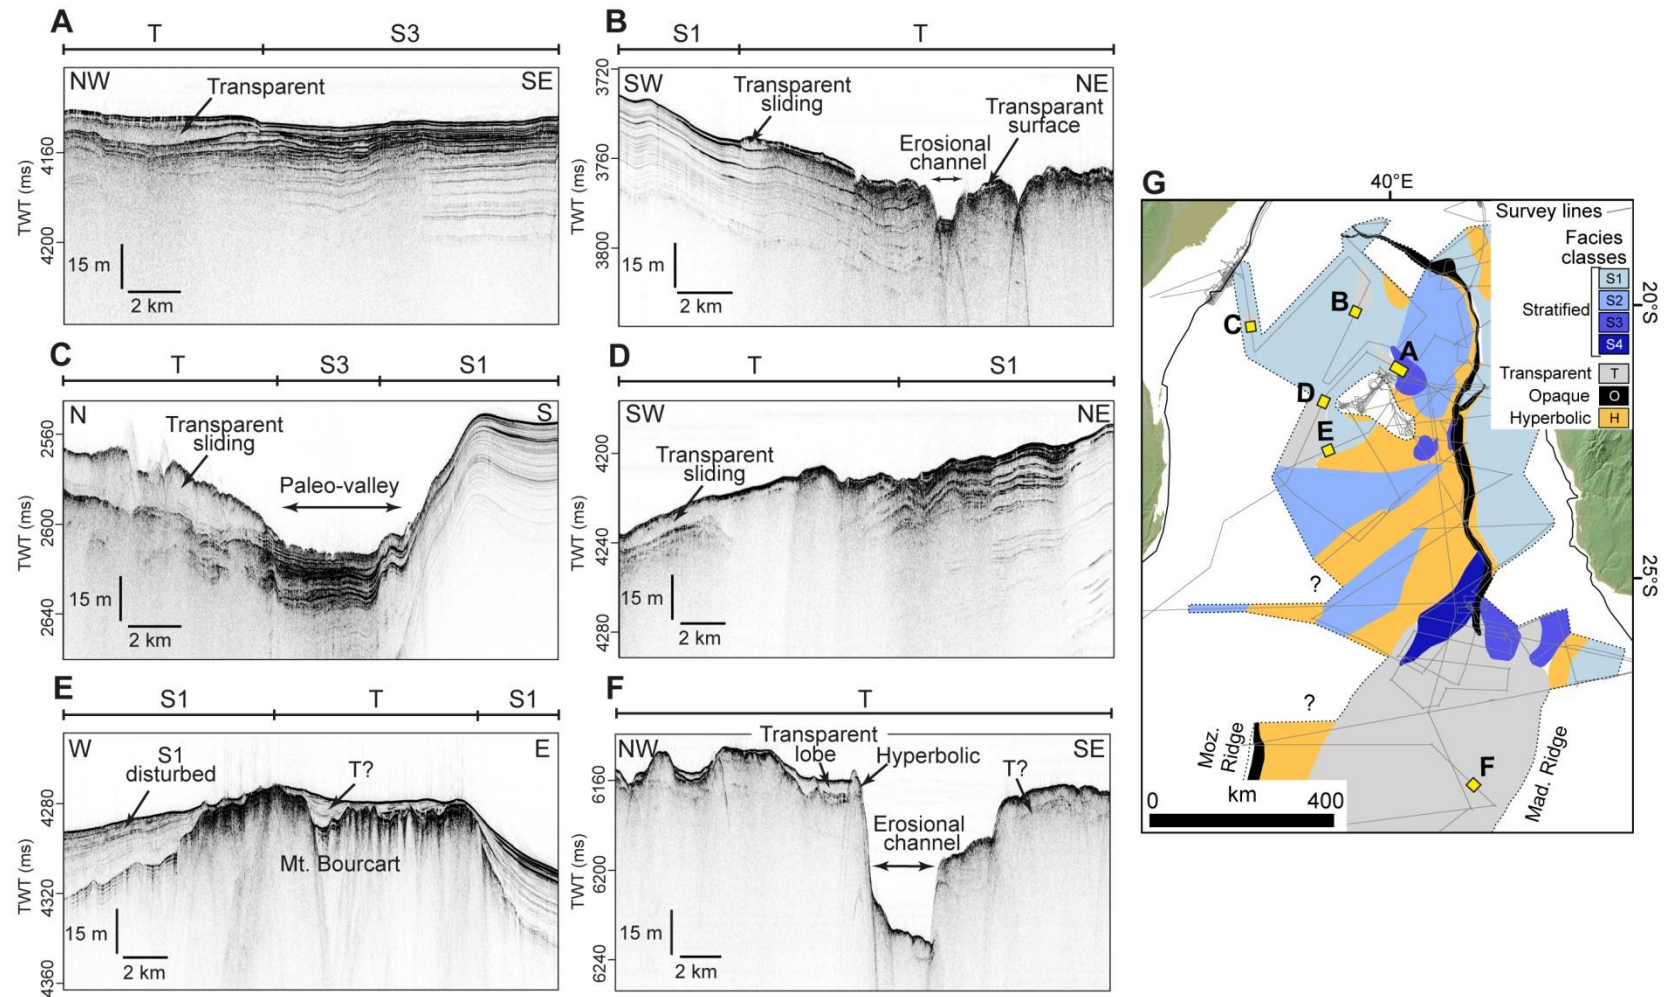 A
T S3
NW SE
Transparent
4160
4200
TWT (ms)
15 m
2 km
B
S1 T
SW NE
Transparent
sliding
Transparant
surface
Erosional
channel
3720
3760
3800
TWT (ms)
15 m
2 km
C
T S3 S1
N S
Transparent
sliding
Paleo-valley
2560
2600
2640
TWT (ms)
15 m
2 km
D
T S1
SW NE
Transparent
sliding
4200
4240
4280
TWT (ms)
15 m
2 km
E
S1 T S1
W E
S1
disturbed
T?
Mt. Bourcart
4280
4320
4360
TWT (ms)
15 m
2 km
F
T
NW SE
Transparent
lobe
Hyperbolic
T?
Erosional
channel
6160
6200
6240
TWT (ms)
15 m
2 km
G
40°E
Survey lines
Facies
classes
S1
S2
Stratified
S3
S4
Transparent T
Opaque O
Hyperbolic H
20°S
25°S
B
C
A
D
E
?
?
F
Moz.
Ridge
Mad. Ridge
0 km 400